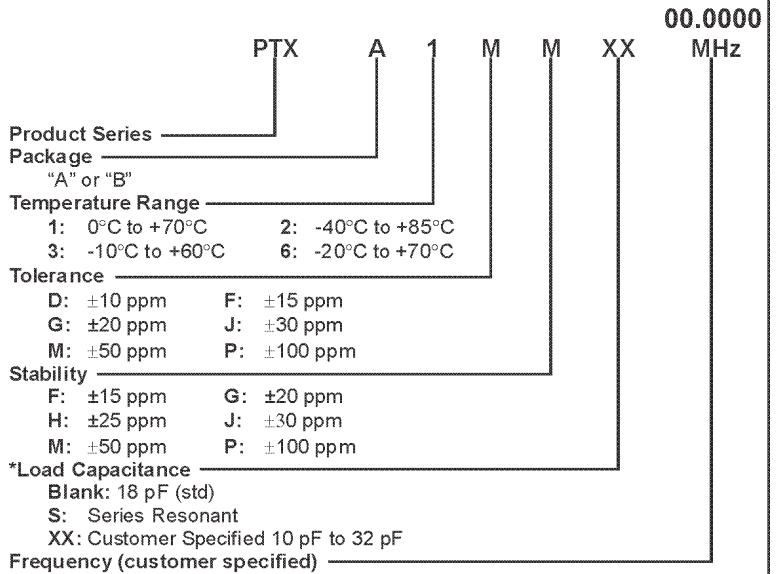 00.0000
PTX A 1 M M XX MHz
Product Series
Package
“A” or “B”
Temperature Range
1: 0°C to +70°C 2: -40°C to +85°C
3: -10°C to +60°C 6: -20°C to +70°C
Tolerance
D: ±10 ppm F: ±15 ppm
G: ±20 ppm J: ±30 ppm
M: ±50 ppm P: ±100 ppm
Stability
F: ±15 ppm G: ±20 ppm
H: ±25 ppm J: ±30 ppm
M: ±50 ppm P: ±100 ppm
*Load Capacitance
Blank: 18 pF (std)
S: Series Resonant
XX: Customer Specified 10 pF to 32 pF
Frequency (customer specified)